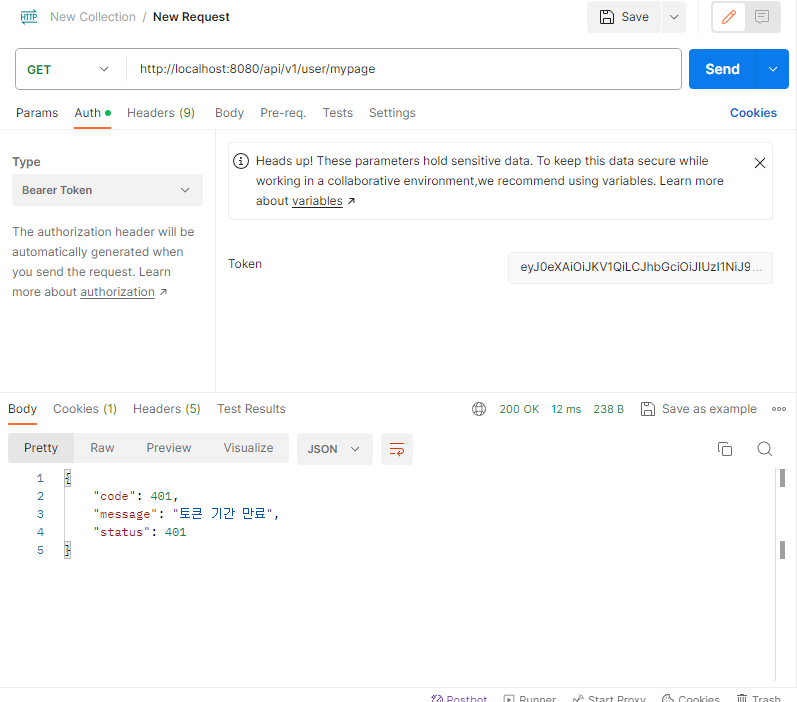 HTTP New Collection / New Request Save
GET http://localhost:8080/api/v1/user/mypage Send
Params Auth Headers (9) Body Pre-req. Tests Settings Cookies
Type
Bearer Token
The authorization header will be
automatically generated when
you send the request. Learn
more about authorization ↗
Heads up! These parameters hold sensitive data. To keep this data secure while
working in a collaborative environment,we recommend using variables. Learn more
about variables ↗
Token eyJ0eXAiOiJKV1QiLCJhbGciOiJIUzI1NiJ9...
Body Cookies (1) Headers (5) Test Results 200 OK 12 ms 238 B Save as example
Pretty Raw Preview Visualize JSON
1 {
2 "code": 401,
3 "message": "토큰 기간 만료",
4 "status": 401
5 }
Postbot Runner Start Proxy Cookies Trash